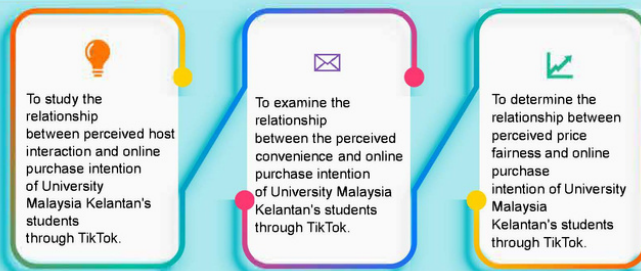 To study the
relationship
between perceived host
interaction and online
purchase intention
of University
Malaysia Kelantan's
students
through TikTok.
To examine the
relationship
between the perceived
convenience and online
purchase intention
of University Malaysia
Kelantan's students
through TikTok.
To determine the
relationship between
perceived price
fairness and online
purchase
intention of University
Malaysia
Kelantan's students
through TikTok.